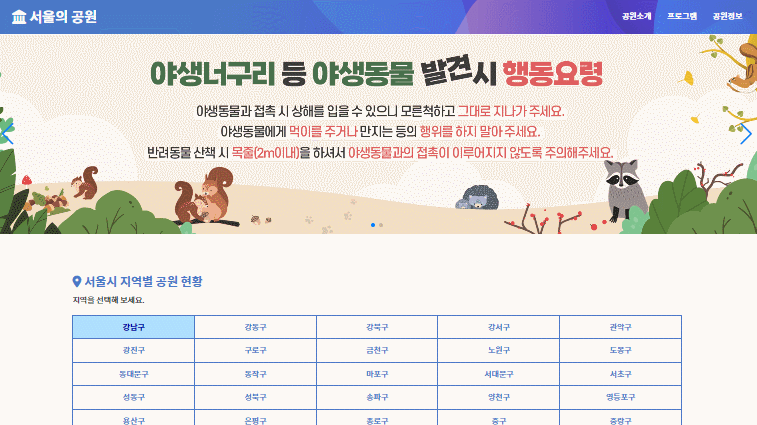 서울의 공원
공원소개 프로그램 공원정보
야생너구리 등 야생동물 발견시 행동요령
야생동물과 접촉 시 상해를 입을 수 있으니 모른척하고 그대로 지나가 주세요.
야생동물에게 먹이를 주거나 만지는 등의 행위를 하지 말아 주세요.
반려동물 산책 시 목줄(2m이내)을 하셔서 야생동물과의 접촉이 이루어지지 않도록 주의해주세요.
서울시 지역별 공원 현황
지역을 선택해 보세요.
강남구 강동구 강북구 강서구 관악구
광진구 구로구 금천구 노원구 도봉구
동대문구 동작구 마포구 서대문구 서초구
성동구 성북구 송파구 양천구 영등포구
용산구 은평구 종로구 중구 중랑구